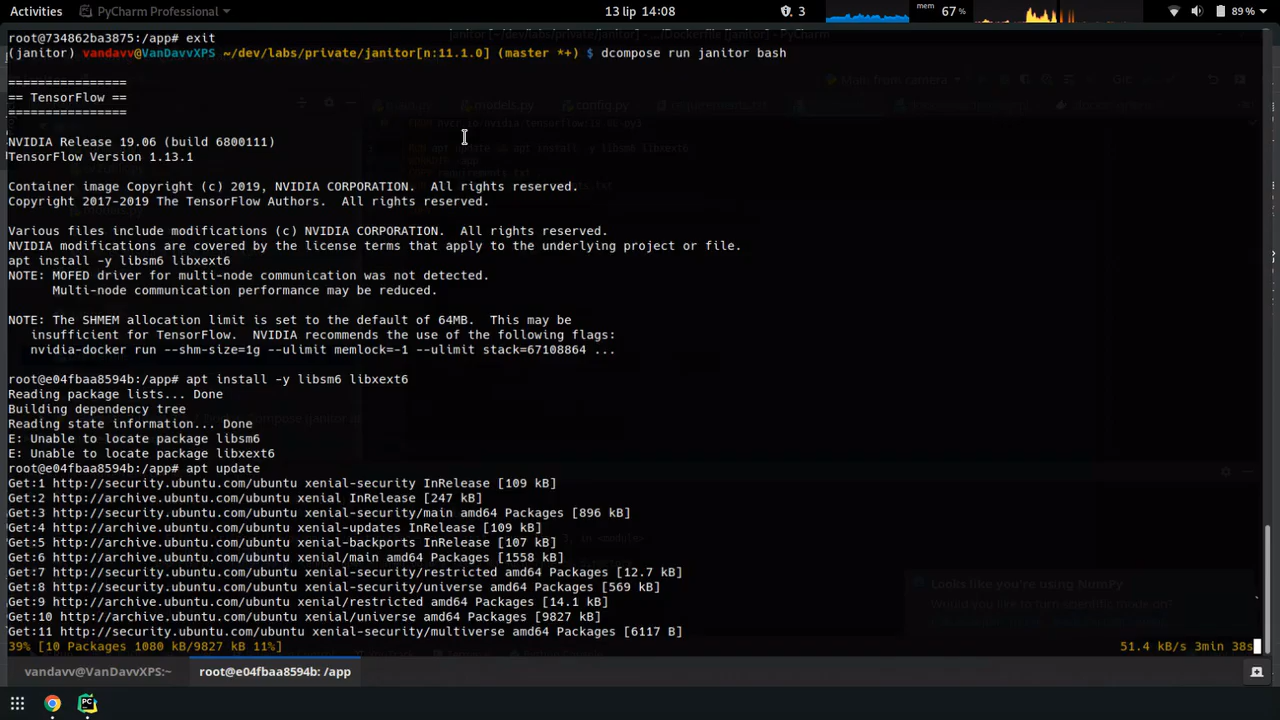 PyCharm Professional
13 lip 14:08
3
mem 67 %
89 %
root@734862ba3875:/app# exit
(janitor) vandavv@VanDavvXPS ~/dev/labs/private/janitor[n:11.1.0] (master *+) $ dcompose run janitor bash
================
== TensorFlow ==
================
NVIDIA Release 19.06 (build 6800111)
TensorFlow Version 1.13.1
Container image Copyright (c) 2019, NVIDIA CORPORATION.  All rights reserved.
Copyright 2017-2019 The TensorFlow Authors.  All rights reserved.
Various files include modifications (c) NVIDIA CORPORATION.  All rights reserved.
NVIDIA modifications are covered by the license terms that apply to the underlying project or file.
apt install -y libsm6 libxext6
NOTE: MOFED driver for multi-node communication was not detected.
Multi-node communication performance may be reduced.
NOTE: The SHMEM allocation limit is set to the default of 64MB.  This may be
insufficient for TensorFlow.  NVIDIA recommends the use of the following flags:
nvidia-docker run --shm-size=1g --ulimit memlock=-1 --ulimit stack=67108864 ...
root@e04fbaa8594b:/app# apt install -y libsm6 libxext6
Reading package lists... Done
Building dependency tree
Reading state information... Done
E: Unable to locate package libsm6
E: Unable to locate package libxext6
root@e04fbaa8594b:/app# apt update
Get:1 http://security.ubuntu.com/ubuntu xenial-security InRelease [109 kB]
Get:2 http://archive.ubuntu.com/ubuntu xenial InRelease [247 kB]
Get:3 http://security.ubuntu.com/ubuntu xenial-security/main amd64 Packages [896 kB]
Get:4 http://archive.ubuntu.com/ubuntu xenial-updates InRelease [109 kB]
Get:5 http://archive.ubuntu.com/ubuntu xenial-backports InRelease [107 kB]
Get:6 http://archive.ubuntu.com/ubuntu xenial/main amd64 Packages [1558 kB]
Get:7 http://security.ubuntu.com/ubuntu xenial-security/restricted amd64 Packages [12.7 kB]
Get:8 http://security.ubuntu.com/ubuntu xenial-security/universe amd64 Packages [569 kB]
Looks like you're using NumPy
Get:9 http://archive.ubuntu.com/ubuntu xenial/restricted amd64 Packages [14.1 kB]
Would you like to turn scientific mode on?
Get:10 http://archive.ubuntu.com/ubuntu xenial/universe amd64 Packages [9827 kB]
Get:11 http://security.ubuntu.com/ubuntu xenial-security/multiverse amd64 Packages [6117 B]
39% [10 Packages 1080 kB/9827 kB 11%] 51.4 kB/s 3min 38s
vandavv@VanDavvXPS:~
root@e04fbaa8594b: /app